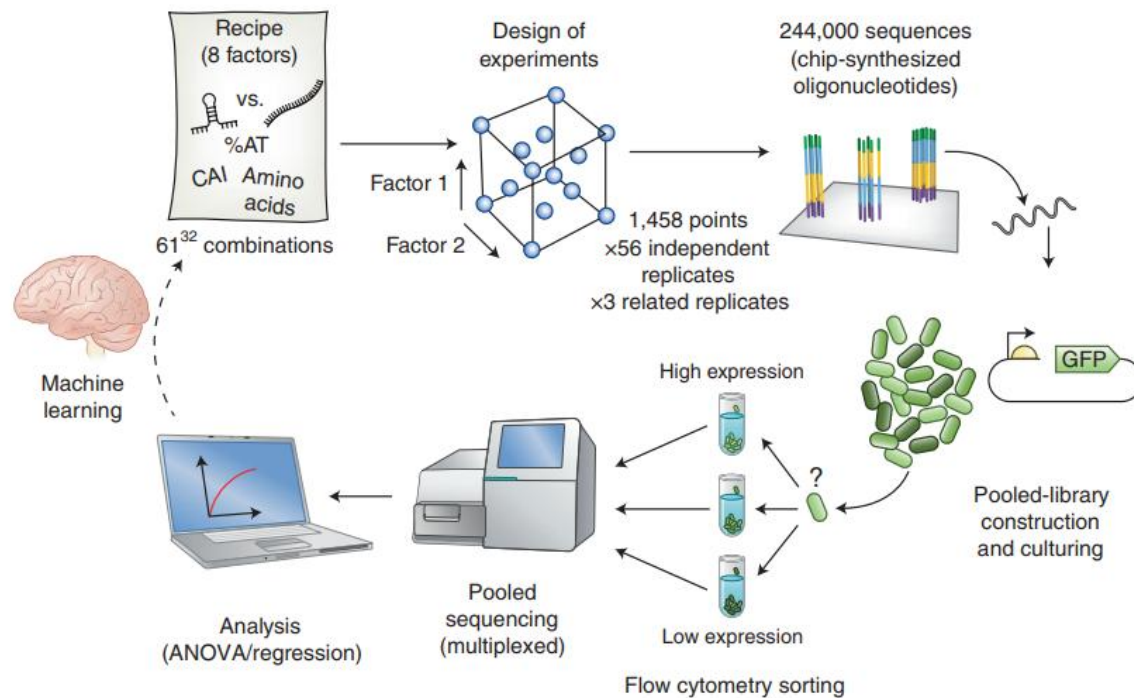 Recipe
(8 factors)
vs.
%AT
CAI Amino
acids
61³² combinations
Design of
experiments
Factor 1
Factor 2
1,458 points
×56 independent
replicates
×3 related replicates
244,000 sequences
(chip-synthesized
oligonucleotides)
GFP
Pooled-library
construction
and culturing
?
High expression
Low expression
Flow cytometry sorting
Pooled
sequencing
(multiplexed)
Analysis
(ANOVA/regression)
Machine
learning